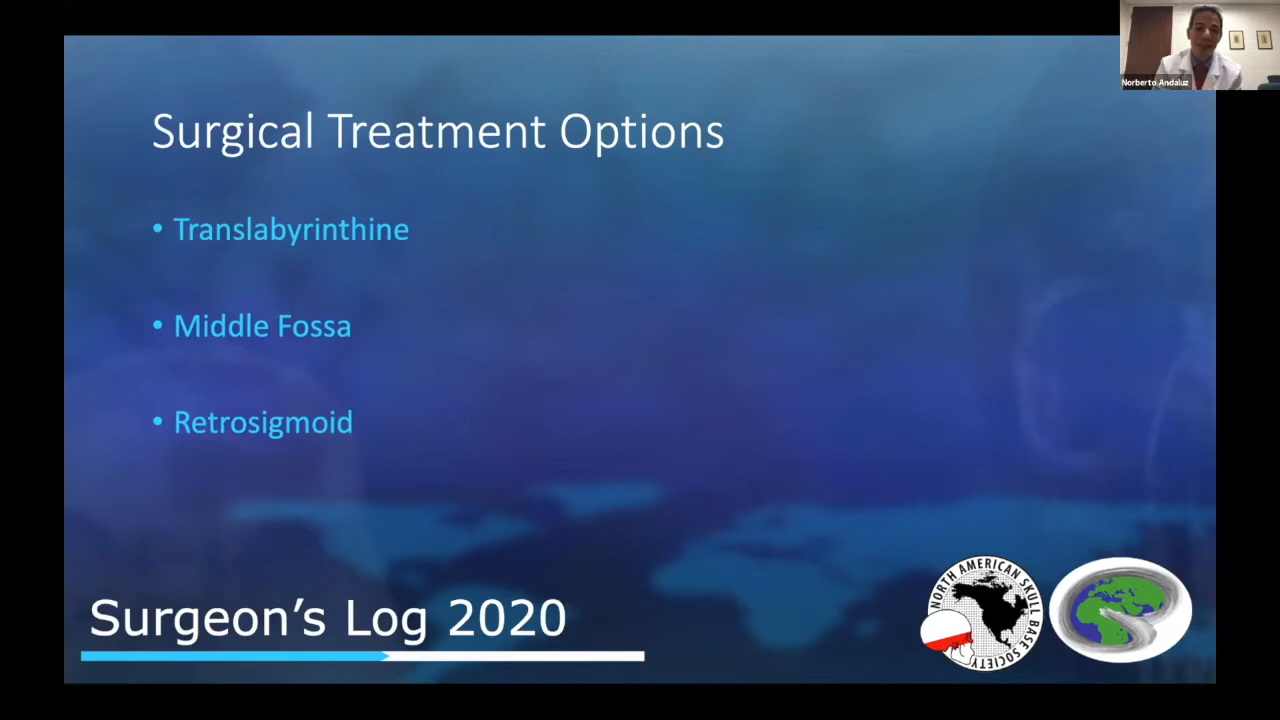 Norberto Andaluz
Surgical Treatment Options
• Translabyrinthine
• Middle Fossa
• Retrosigmoid
Surgeon's Log 2020
NORTH AMERICAN SKULL BASE SOCIETY